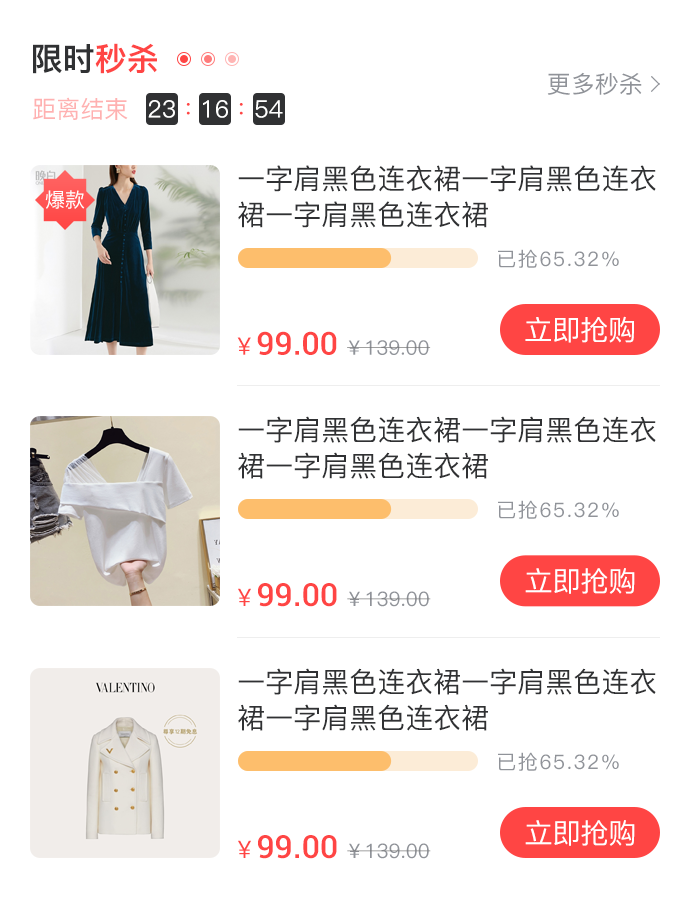 限时秒杀
更多秒杀
距离结束 23 : 16 : 54
晚白
爆款
一字肩黑色连衣裙一字肩黑色连衣
裙一字肩黑色连衣裙
已抢65.32%
¥99.00 ¥139.00
立即抢购
一字肩黑色连衣裙一字肩黑色连衣
裙一字肩黑色连衣裙
已抢65.32%
¥99.00 ¥139.00
立即抢购
VALENTINO
一字肩黑色连衣裙一字肩黑色连衣
裙一字肩黑色连衣裙
已抢65.32%
¥99.00 ¥139.00
立即抢购